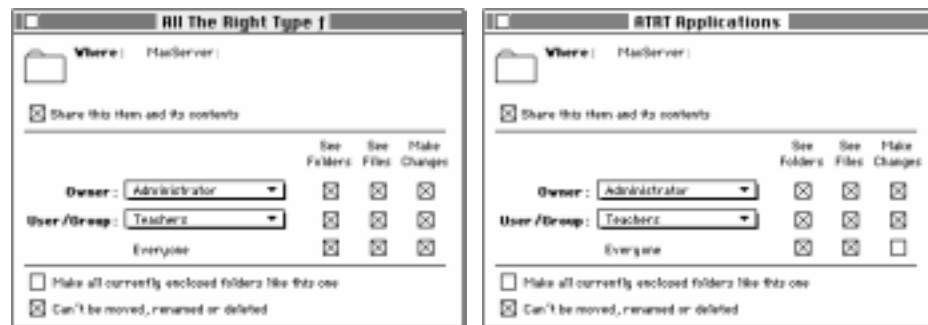 All The Right Type ƒ
Where: MacServer:
Share this item and its contents
See Folders
See Files
Make Changes
Owner: Administrator
User/Group: Teachers
Everyone
Make all currently enclosed folders like this one
Can't be moved, renamed or deleted
ATRT Applications
Where: MacServer:
Share this item and its contents
See Folders
See Files
Make Changes
Owner: Administrator
User/Group: Teachers
Everyone
Make all currently enclosed folders like this one
Can't be moved, renamed or deleted